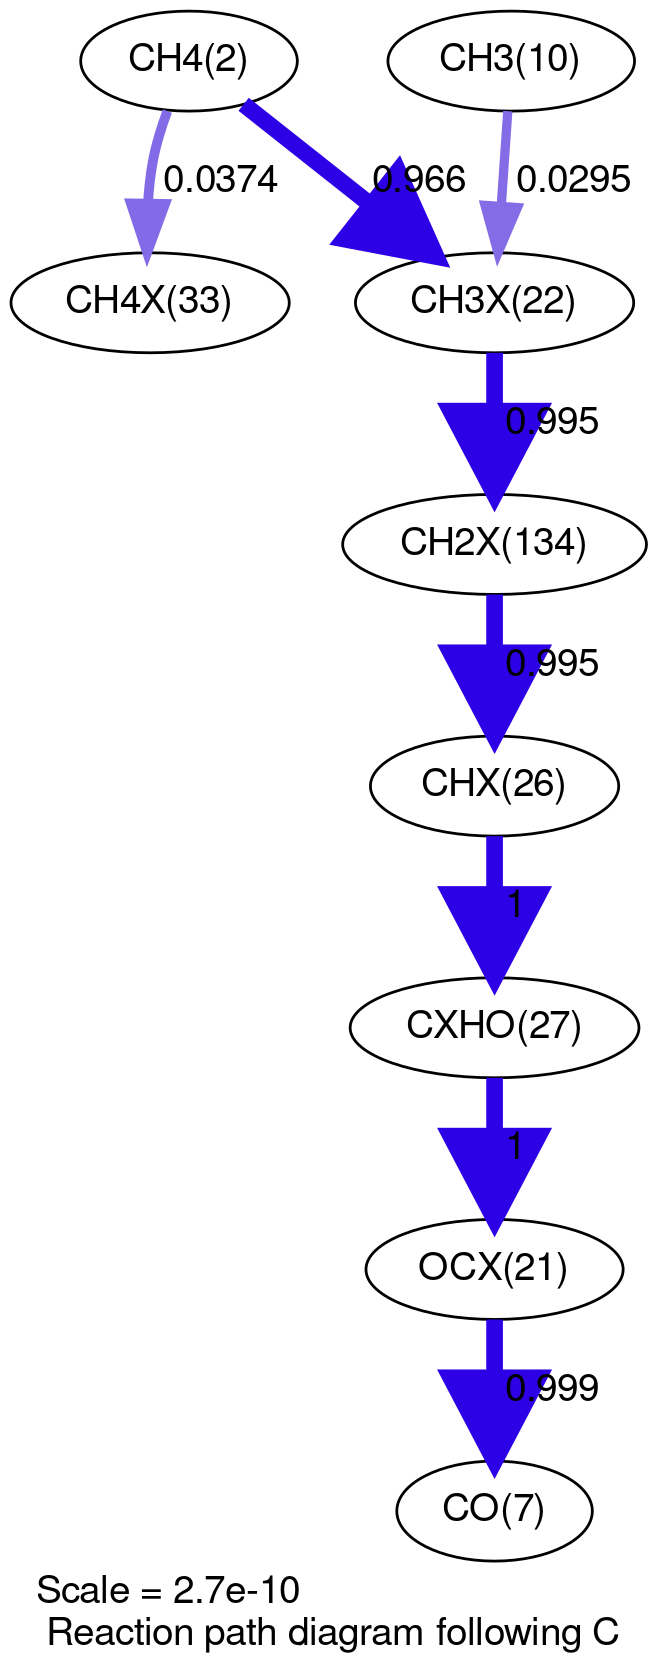 CH4(2)
CH3(10)
0.0374
0.966
0.0295
CH4X(33)
CH3X(22)
0.995
CH2X(134)
0.995
CHX(26)
1
CXHO(27)
1
OCX(21)
0.999
CO(7)
Scale = 2.7e-10
Reaction path diagram following C